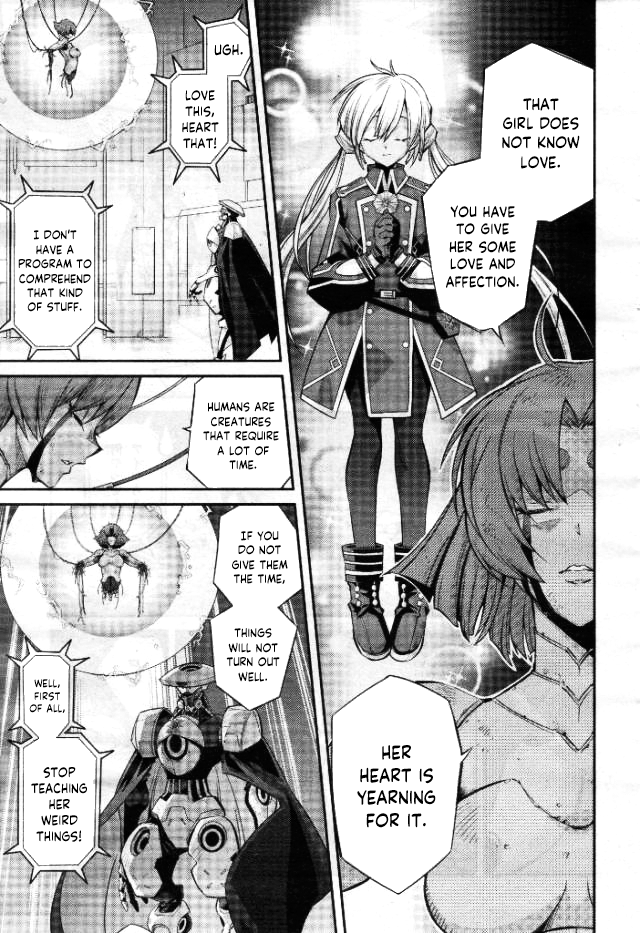 THAT
GIRL DOES
NOT KNOW
LOVE.
YOU HAVE
TO GIVE
HER SOME
LOVE AND
AFFECTION.
HER
HEART IS
YEARNING
FOR IT.
UGH.
LOVE
THIS,
HEART
THAT!
I DON'T
HAVE A
PROGRAM TO
COMPREHEND
THAT KIND
OF STUFF.
HUMANS ARE
CREATURES
THAT REQUIRE
A LOT OF
TIME.
IF YOU
DO NOT
GIVE THEM
THE TIME,
THINGS
WILL NOT
TURN OUT
WELL.
WELL,
FIRST
OF ALL,
STOP
TEACHING
HER
WEIRD
THINGS!